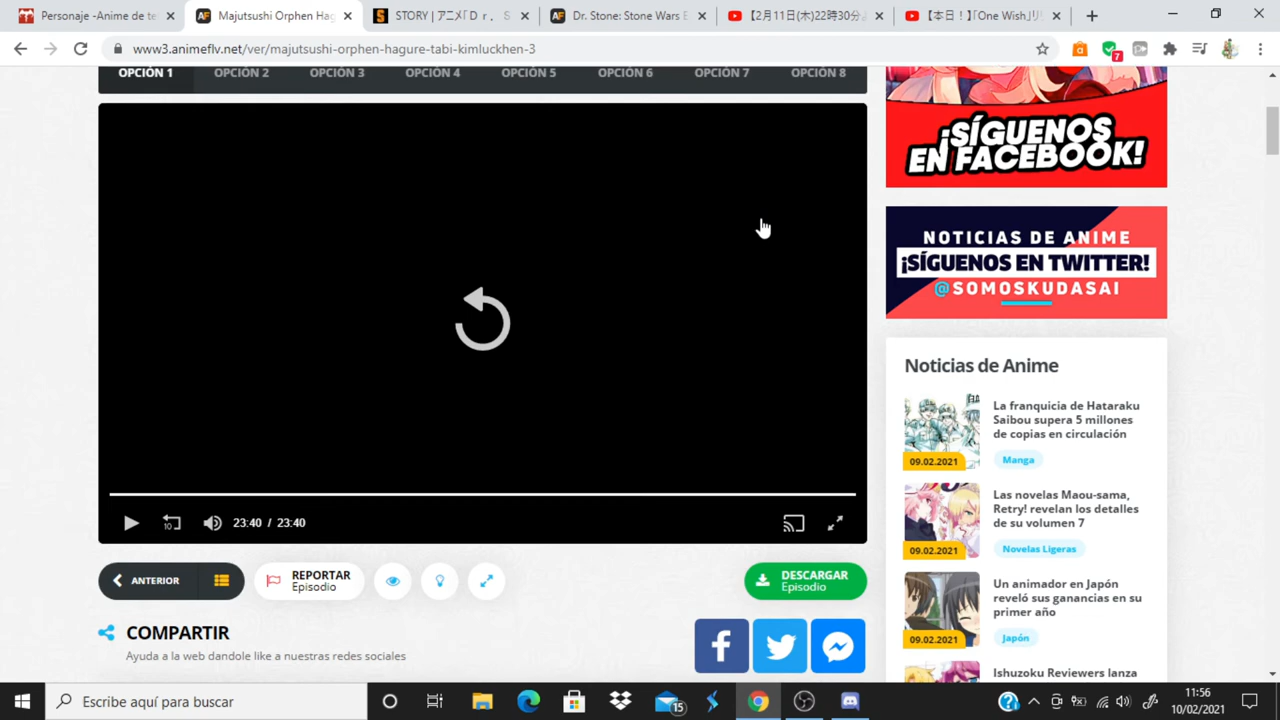 Personaje -Anime de te
Majutsushi Orphen Hag
STORY | アニメ「Dr. S
Dr. Stone: Stone Wars E
【2月11日(木)22時30分
【本日！】「One Wish」リリ
www3.animeflv.net/ver/majutsushi-orphen-hagure-tabi-kimluckhen-3
7
OPCIÓN 1 OPCIÓN 2 OPCIÓN 3 OPCIÓN 4 OPCIÓN 5 OPCIÓN 6 OPCIÓN 7 OPCIÓN 8
10
23:40 / 23:40
ANTERIOR
REPORTAR
Episodio
DESCARGAR
Episodio
COMPARTIR
Ayuda a la web dandole like a nuestras redes sociales
¡SÍGUENOS
EN FACEBOOK!
NOTICIAS DE ANIME
¡SÍGUENOS EN TWITTER!
@SOMOSKUDASAI
Noticias de Anime
La franquicia de Hataraku
Saibou supera 5 millones
de copias en circulación
09.02.2021
Manga
Las novelas Maou-sama,
Retry! revelan los detalles
de su volumen 7
09.02.2021
Novelas Ligeras
Un animador en Japón
reveló sus ganancias en su
primer año
09.02.2021
Japón
Ishuzoku Reviewers lanza
Escribe aquí para buscar
15
11:56
10/02/2021